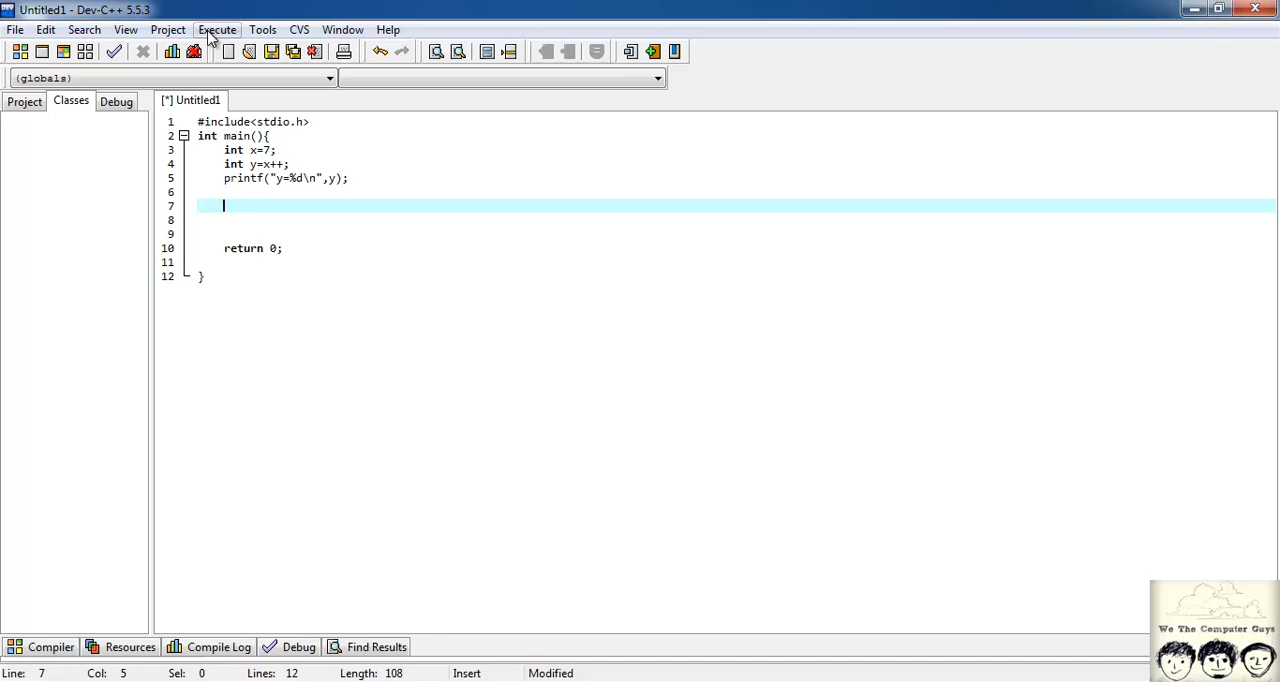 Untitled1 - Dev-C++ 5.5.3
File Edit Search View Project Execute Tools CVS Window Help
(globals)
Project Classes Debug [*] Untitled1
1 #include<stdio.h>
2 int main(){
3 int x=7;
4 int y=x++;
5 printf("y=%d\n",y);
6
7
8
9
10 return 0;
11
12 }
We The Computer Guys
Compiler Resources Compile Log Debug Find Results
Line: 7 Col: 5 Sel: 0 Lines: 12 Length: 108 Insert Modified